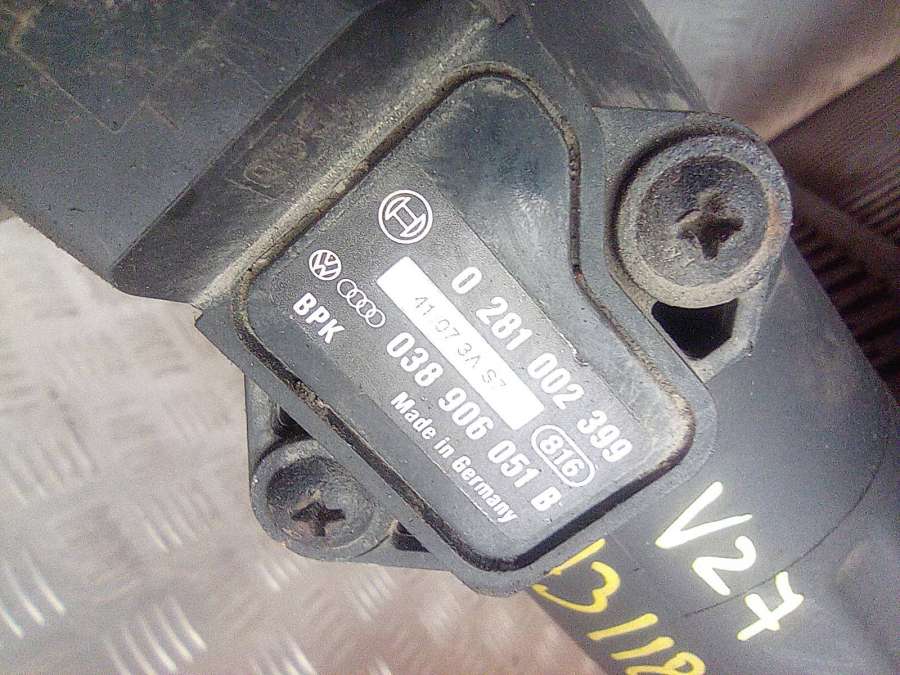 0 281 002 399
41 07 3A S7
816
BPK
038 906 051 B
Made in Germany
V27